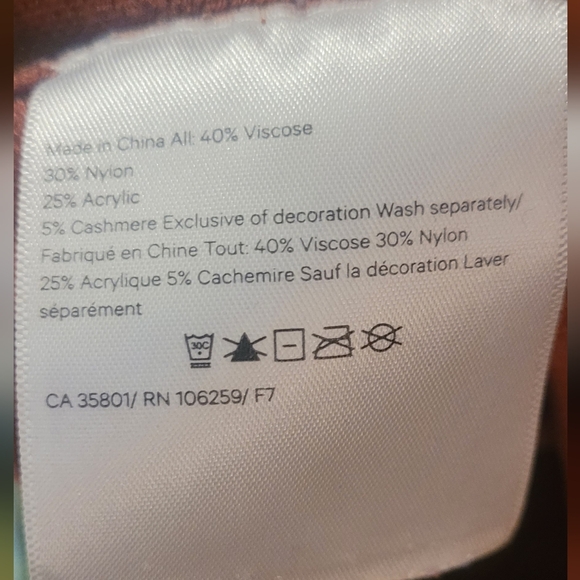 Made in China All: 40% Viscose
30% Nylon
25% Acrylic
5% Cashmere Exclusive of decoration Wash separately/
Fabriqué en Chine Tout: 40% Viscose 30% Nylon
25% Acrylique 5% Cachemire Sauf la décoration Laver
séparément
30C
CA 35801/ RN 106259/ F7